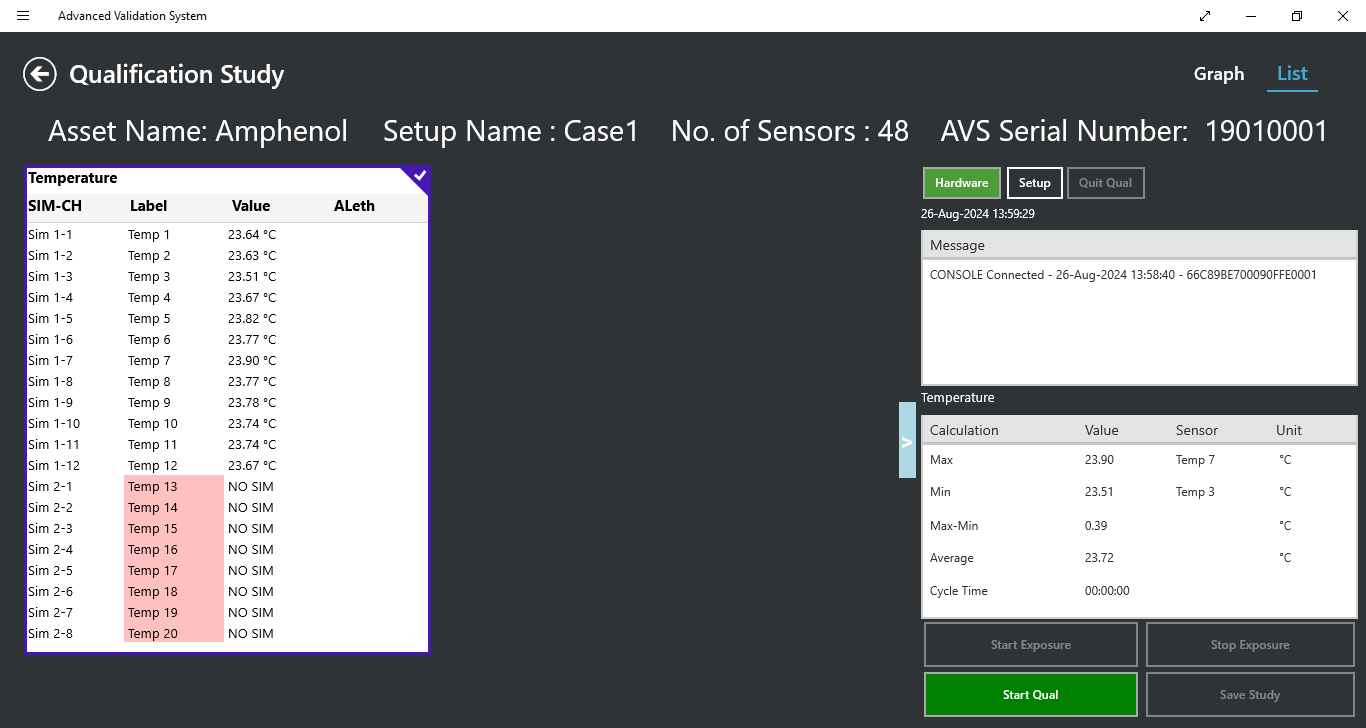 Advanced Validation System
Qualification Study
Graph List
Asset Name: Amphenol Setup Name : Case1 No. of Sensors : 48 AVS Serial Number: 19010001
Temperature
SIM-CH Label Value ALeth
Sim 1-1 Temp 1 23.64 °C
Sim 1-2 Temp 2 23.63 °C
Sim 1-3 Temp 3 23.51 °C
Sim 1-4 Temp 4 23.67 °C
Sim 1-5 Temp 5 23.82 °C
Sim 1-6 Temp 6 23.77 °C
Sim 1-7 Temp 7 23.90 °C
Sim 1-8 Temp 8 23.77 °C
Sim 1-9 Temp 9 23.78 °C
Sim 1-10 Temp 10 23.74 °C
Sim 1-11 Temp 11 23.74 °C
Sim 1-12 Temp 12 23.67 °C
Sim 2-1 Temp 13 NO SIM
Sim 2-2 Temp 14 NO SIM
Sim 2-3 Temp 15 NO SIM
Sim 2-4 Temp 16 NO SIM
Sim 2-5 Temp 17 NO SIM
Sim 2-6 Temp 18 NO SIM
Sim 2-7 Temp 19 NO SIM
Sim 2-8 Temp 20 NO SIM
>
Hardware Setup Quit Qual
26-Aug-2024 13:59:29
Message
CONSOLE Connected - 26-Aug-2024 13:58:40 - 66C89BE700090FFE0001
Temperature
Calculation Value Sensor Unit
Max 23.90 Temp 7 °C
Min 23.51 Temp 3 °C
Max-Min 0.39 °C
Average 23.72 °C
Cycle Time 00:00:00
Start Exposure Stop Exposure
Start Qual Save Study